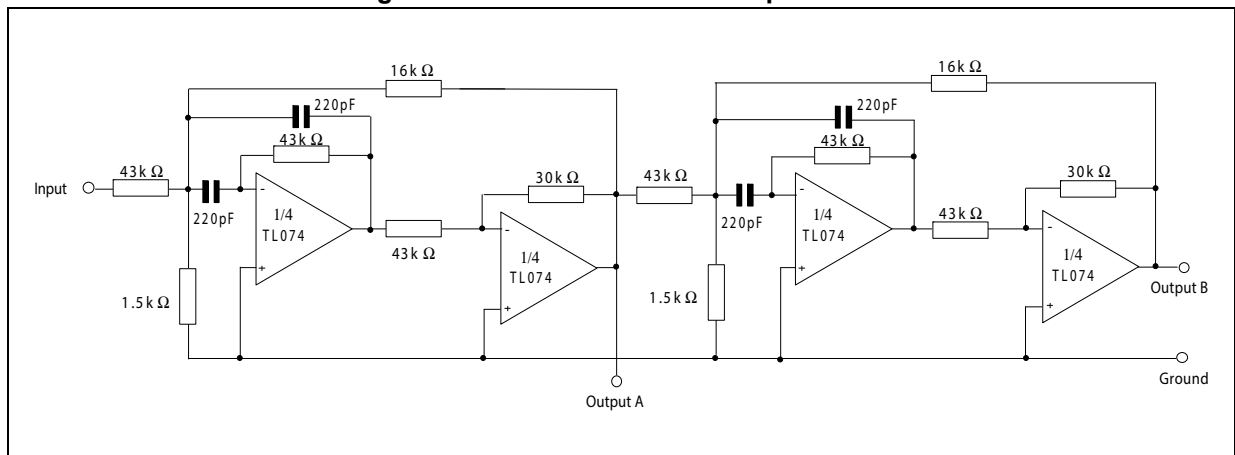 16k Ω
16k Ω
220pF
220pF
43k Ω
43k Ω
43k Ω
30k Ω
43k Ω
30k Ω
Input
-
-
-
-
220pF
1/4
TL074
43k Ω
1/4
TL074
220pF
1/4
TL074
43k Ω
1/4
TL074
+
+
+
+
1.5k Ω
1.5k Ω
Output B
Ground
Output A